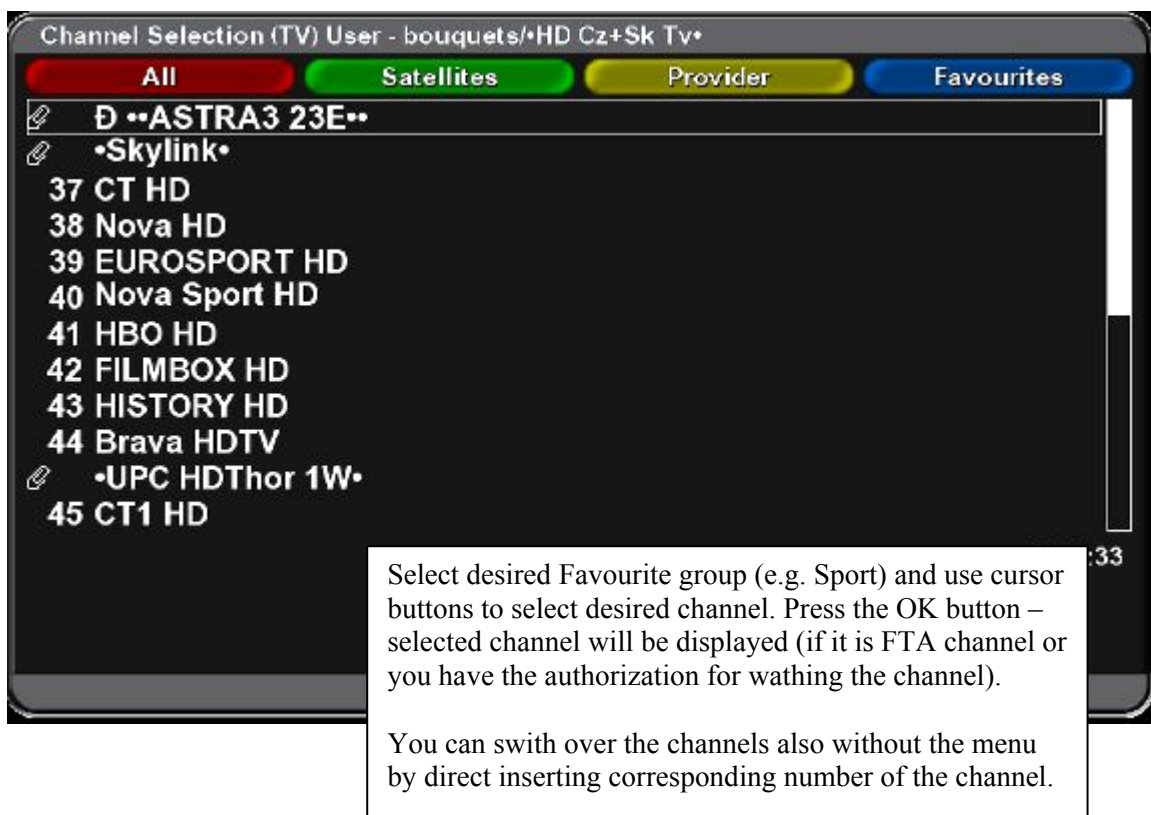 Channel Selection (TV) User - bouquets/•HD Cz+Sk Tv•
All Satellites Provider Favourites
Đ ••ASTRA3 23E••
•Skylink•
37 CT HD
38 Nova HD
39 EUROSPORT HD
40 Nova Sport HD
41 HBO HD
42 FILMBOX HD
43 HISTORY HD
44 Brava HDTV
•UPC HDThor 1W•
45 CT1 HD
:33
Select desired Favourite group (e.g. Sport) and use cursor
buttons to select desired channel. Press the OK button –
selected channel will be displayed (if it is FTA channel or
you have the authorization for wathing the channel).
You can swith over the channels also without the menu
by direct inserting corresponding number of the channel.